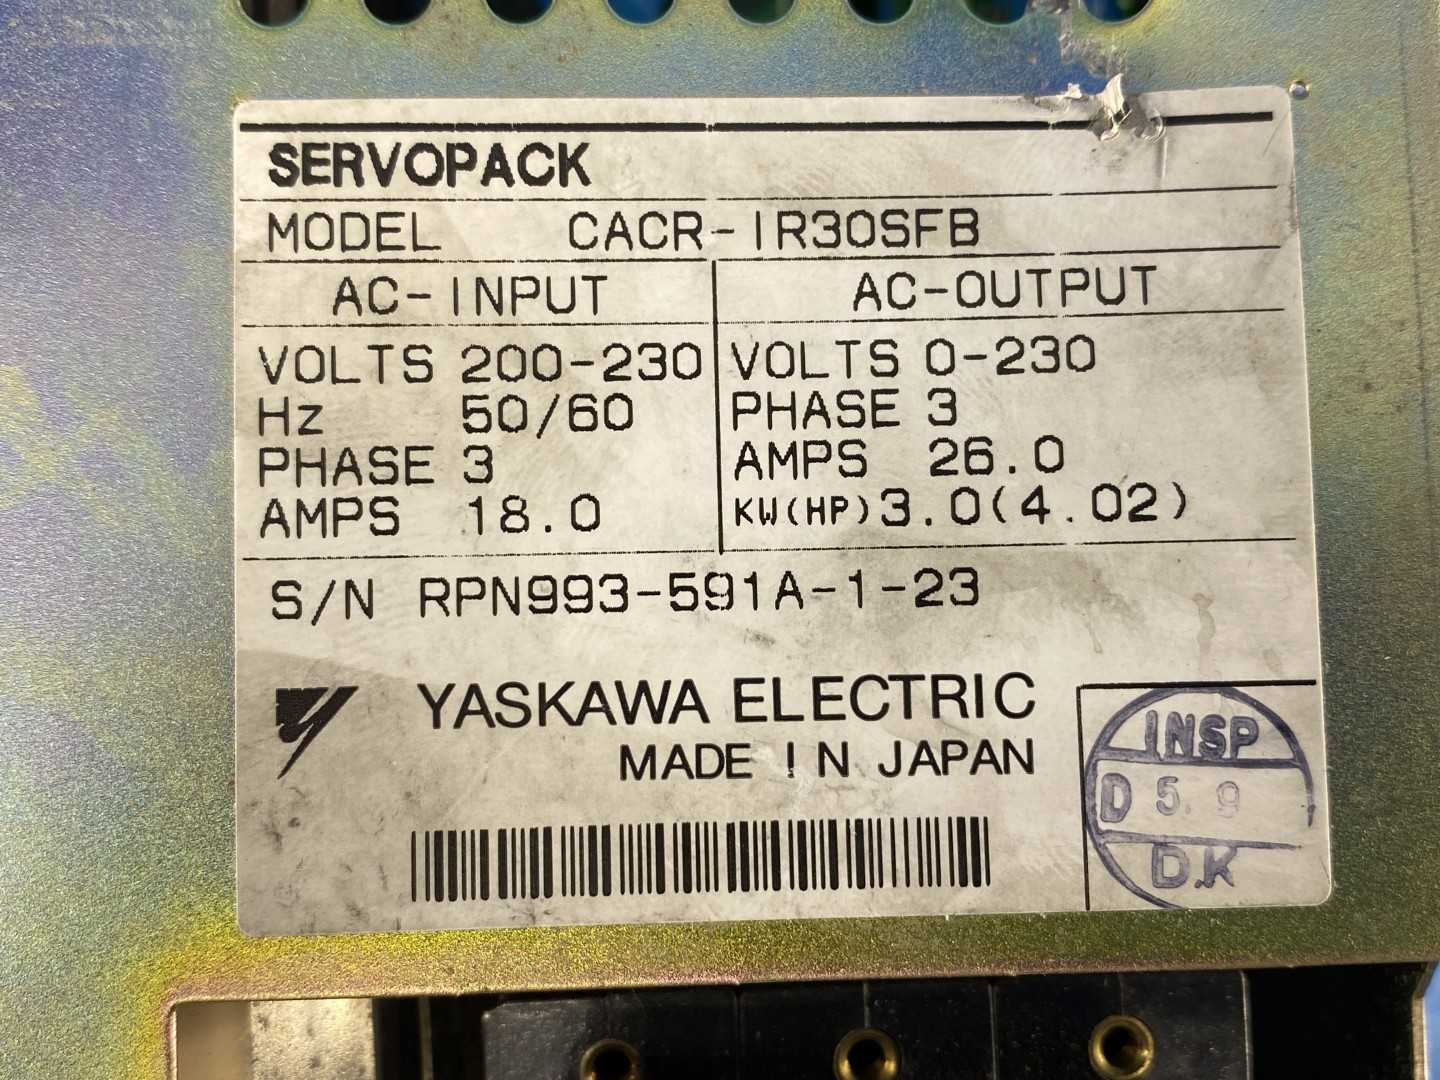 SERVOPACK
MODEL CACR-IR30SFB
AC-INPUT AC-OUTPUT
VOLTS 200-230 VOLTS 0-230
Hz 50/60 PHASE 3
PHASE 3 AMPS 26.0
AMPS 18.0 KW(HP)3.0(4.02)
S/N RPN993-591A-1-23
YASKAWA ELECTRIC
MADE IN JAPAN
INSP
D 5.9
D.K